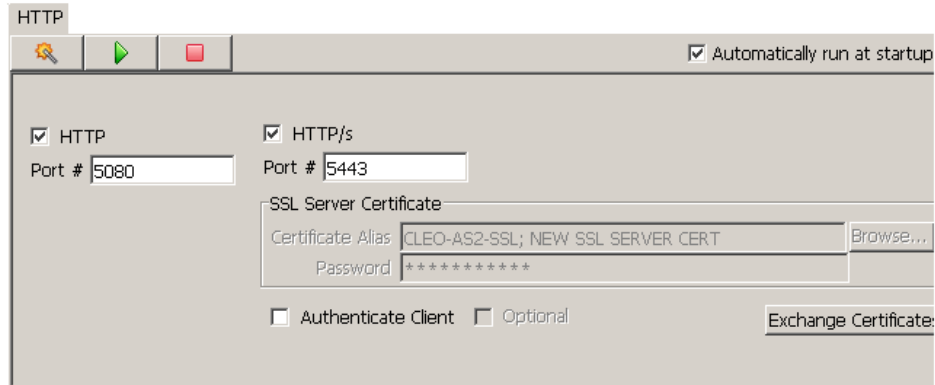 HTTP
Automatically run at startup
HTTP HTTP/s
Port # 5080 Port # 5443
SSL Server Certificate
Certificate Alias CLEO-AS2-SSL; NEW SSL SERVER CERT Browse...
Password ***********
Authenticate Client Optional
Exchange Certificate